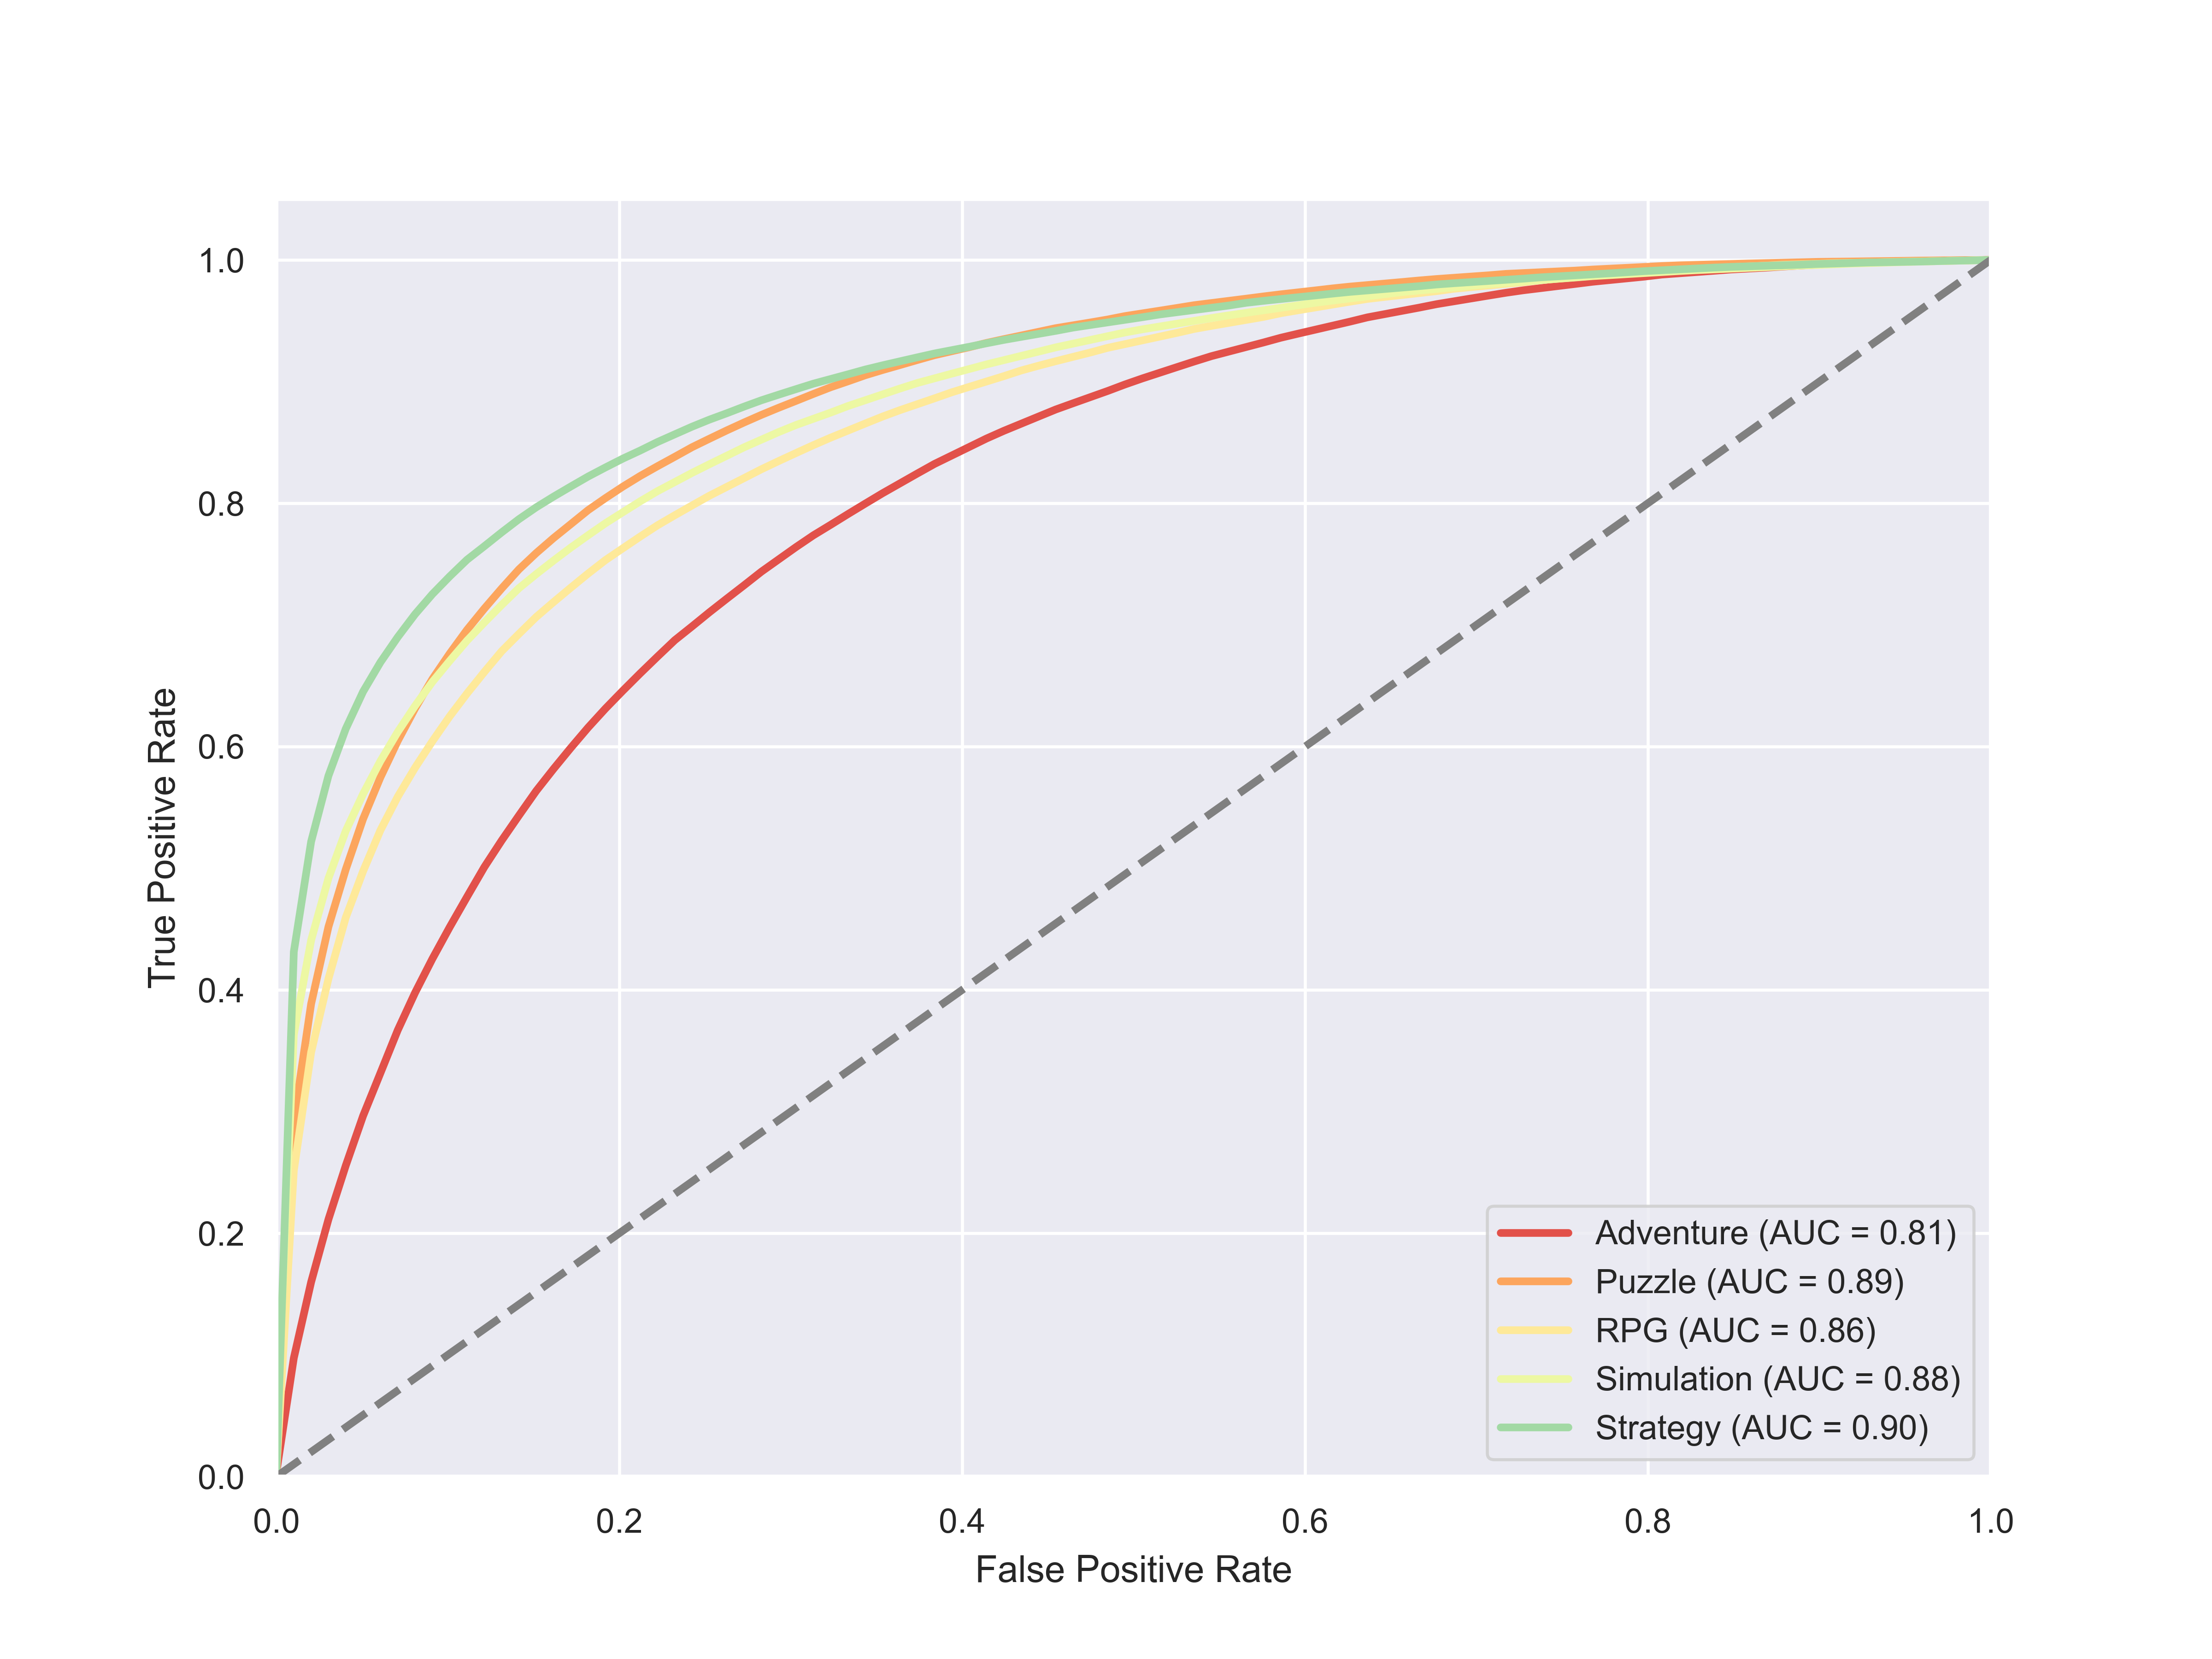 1.0
0.8
0.6
0.4
0.2
0.0
True Positive Rate
0.0 0.2 0.4 0.6 0.8 1.0
False Positive Rate
Adventure (AUC = 0.81)
Puzzle (AUC = 0.89)
RPG (AUC = 0.86)
Simulation (AUC = 0.88)
Strategy (AUC = 0.90)